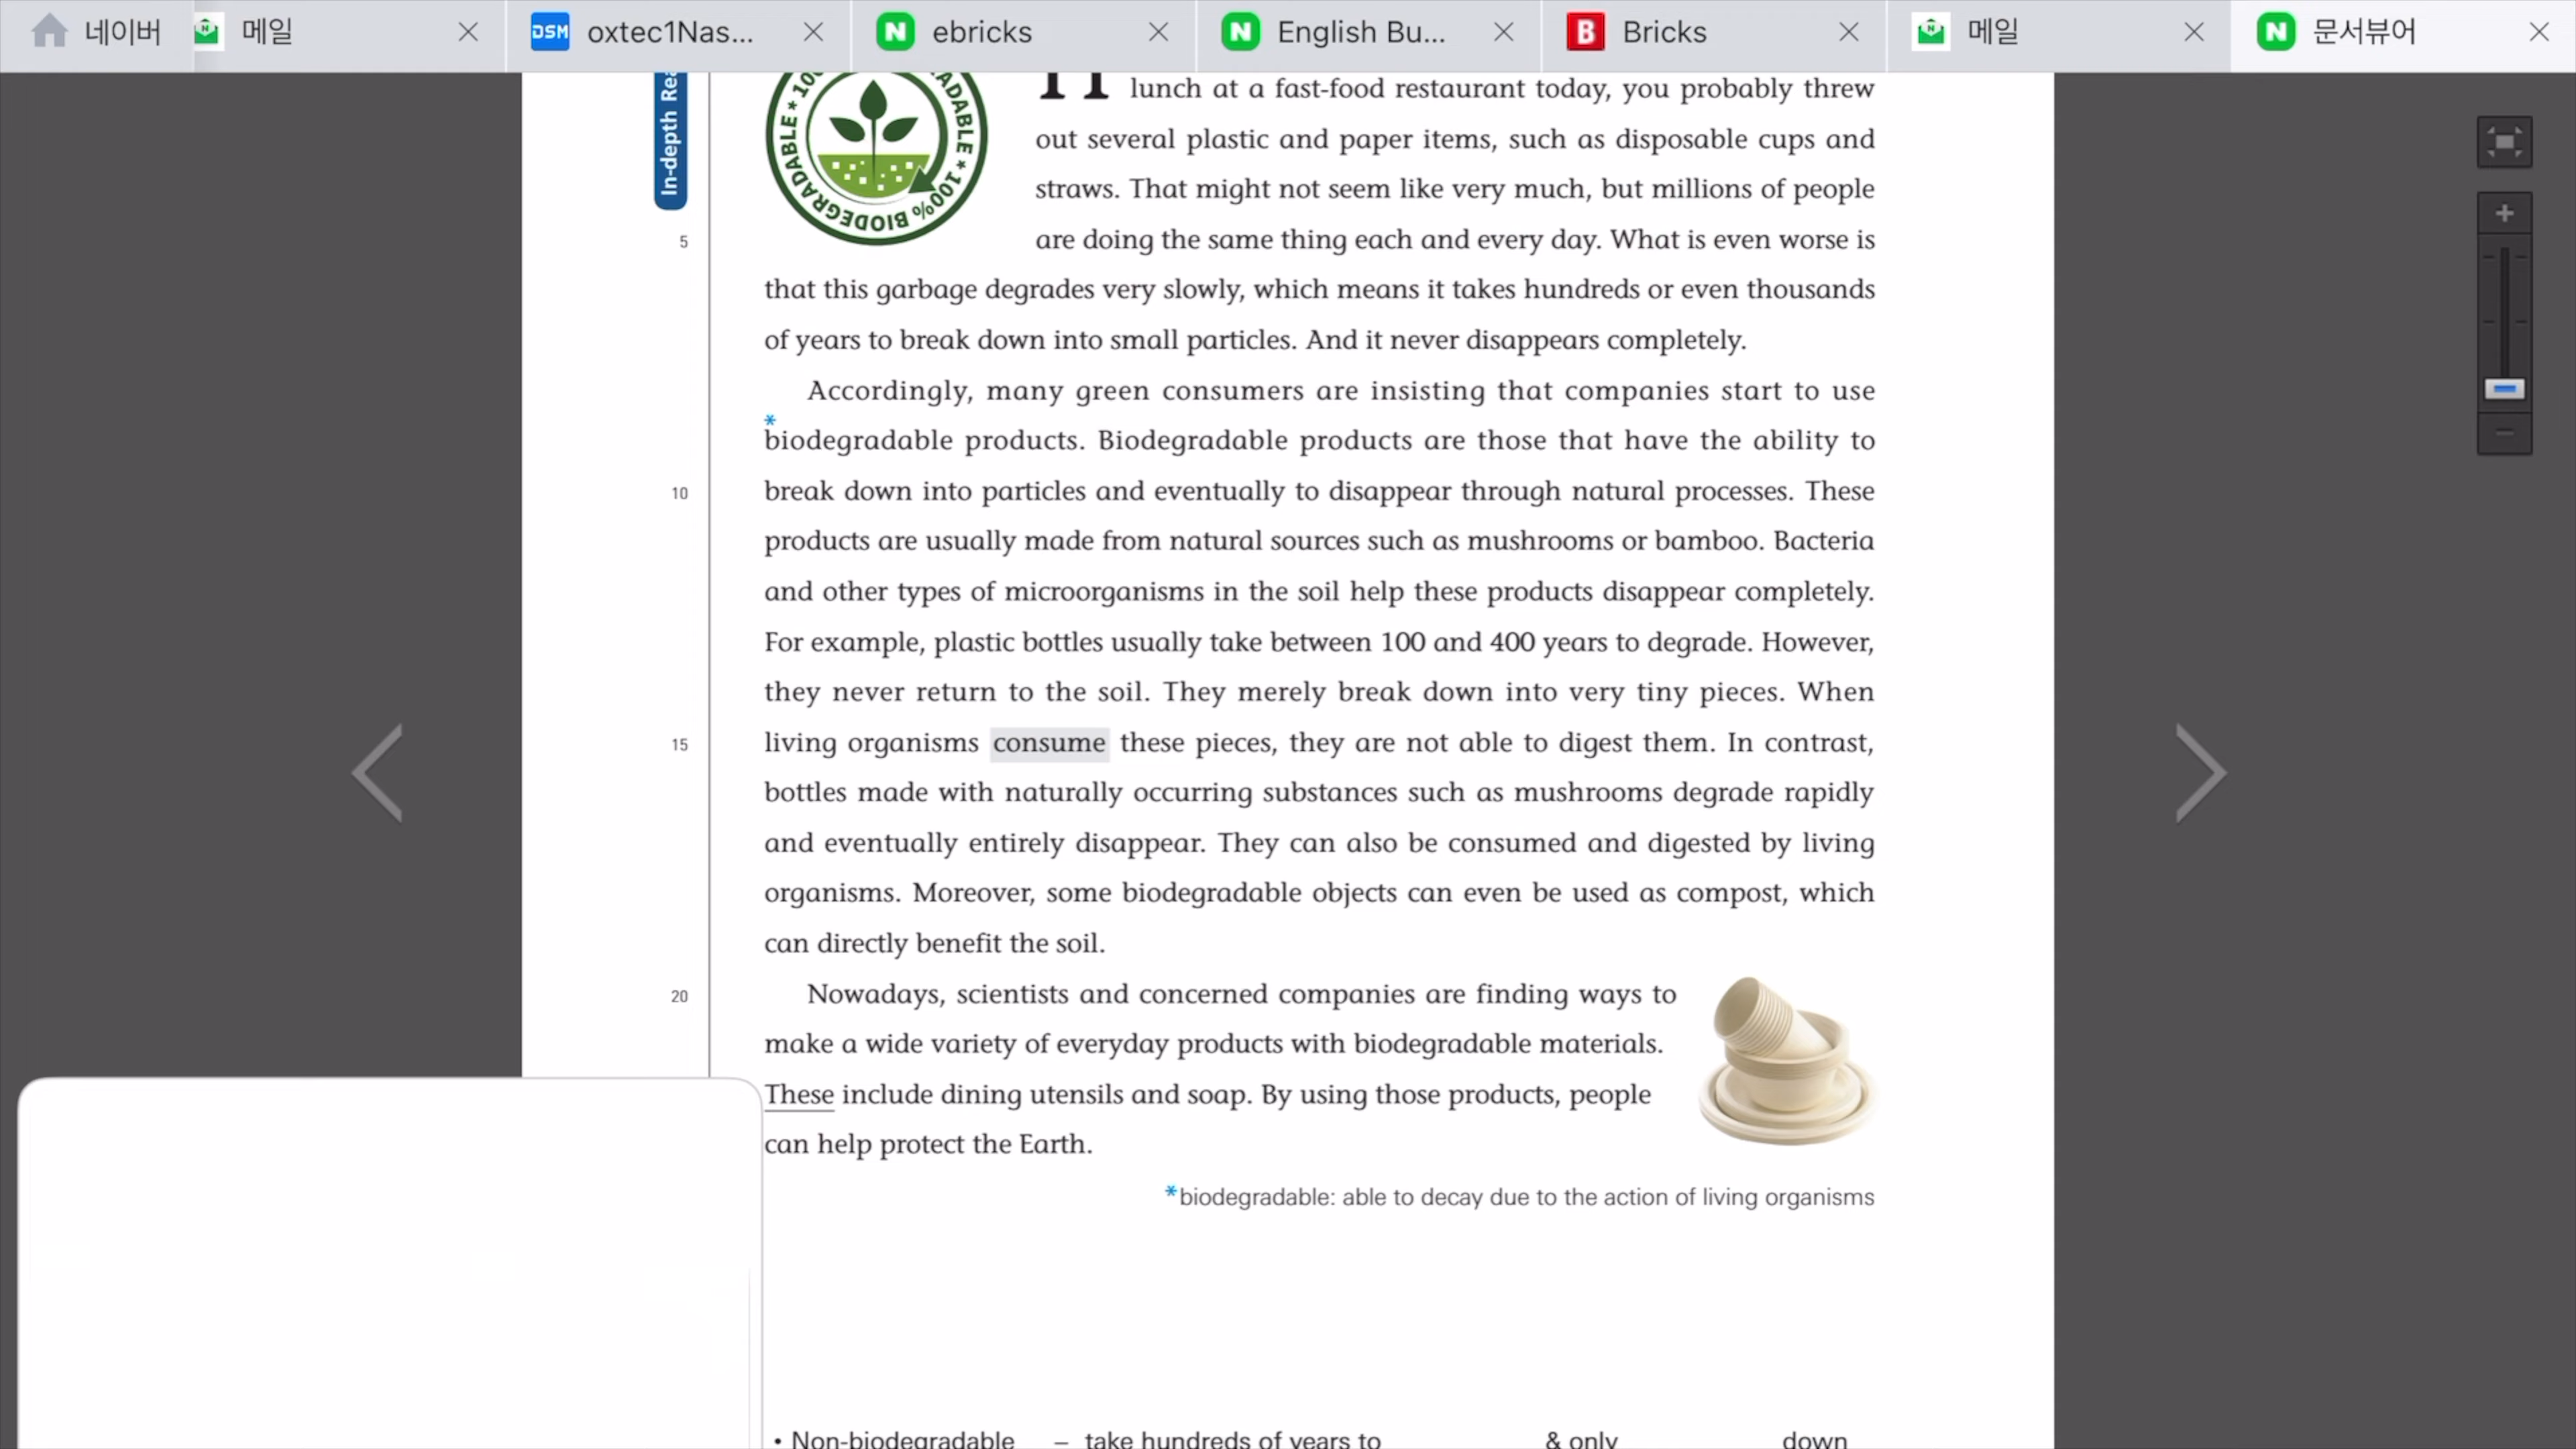 네이버
메일
DSM oxtec1Nas...
N ebricks
N English Bu...
B Bricks
메일
N 문서뷰어
In-depth Rea
100% BIODEGRADABLE
lunch at a fast-food restaurant today, you probably threw
out several plastic and paper items, such as disposable cups and
straws. That might not seem like very much, but millions of people
5 are doing the same thing each and every day. What is even worse is
that this garbage degrades very slowly, which means it takes hundreds or even thousands
of years to break down into small particles. And it never disappears completely.
Accordingly, many green consumers are insisting that companies start to use
*biodegradable products. Biodegradable products are those that have the ability to
10 break down into particles and eventually to disappear through natural processes. These
products are usually made from natural sources such as mushrooms or bamboo. Bacteria
and other types of microorganisms in the soil help these products disappear completely.
For example, plastic bottles usually take between 100 and 400 years to degrade. However,
they never return to the soil. They merely break down into very tiny pieces. When
15 living organisms consume these pieces, they are not able to digest them. In contrast,
bottles made with naturally occurring substances such as mushrooms degrade rapidly
and eventually entirely disappear. They can also be consumed and digested by living
organisms. Moreover, some biodegradable objects can even be used as compost, which
can directly benefit the soil.
20 Nowadays, scientists and concerned companies are finding ways to
make a wide variety of everyday products with biodegradable materials.
These include dining utensils and soap. By using those products, people
can help protect the Earth.
*biodegradable: able to decay due to the action of living organisms
• Non-biodegradable – take hundreds of years to & only down